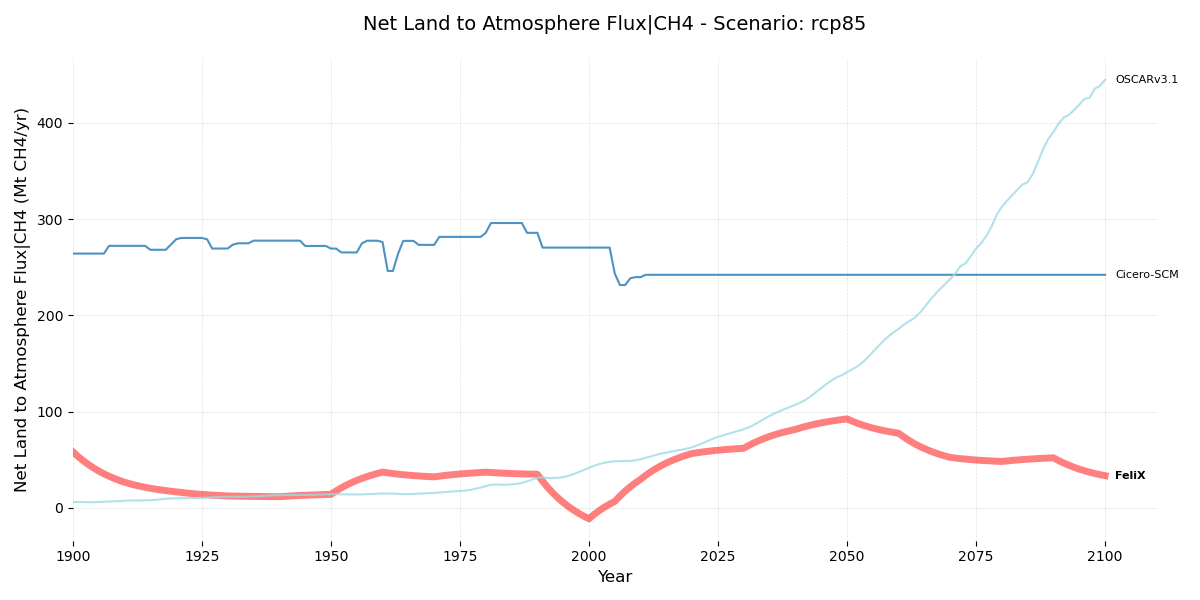 Net Land to Atmosphere Flux|CH4 - Scenario: rcp85
Net Land to Atmosphere Flux|CH4 (Mt CH4/yr)
400
300
200
100
0
OSCARv3.1
Cicero-SCM
FeliX
1900 1925 1950 1975 2000 2025 2050 2075 2100
Year